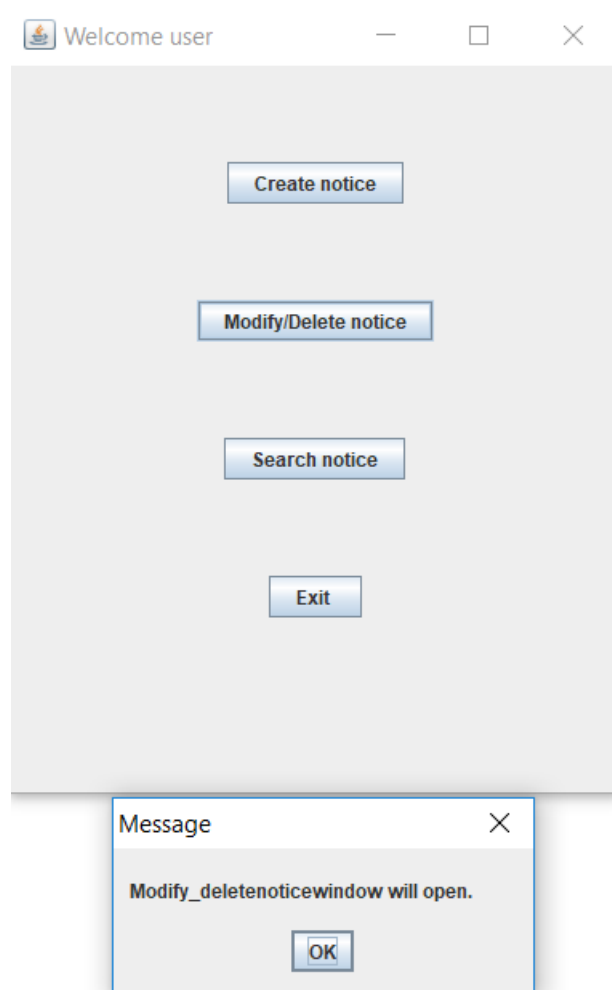 Welcome user
Create notice
Modify/Delete notice
Search notice
Exit
Message
Modify_deletenoticewindow will open.
OK